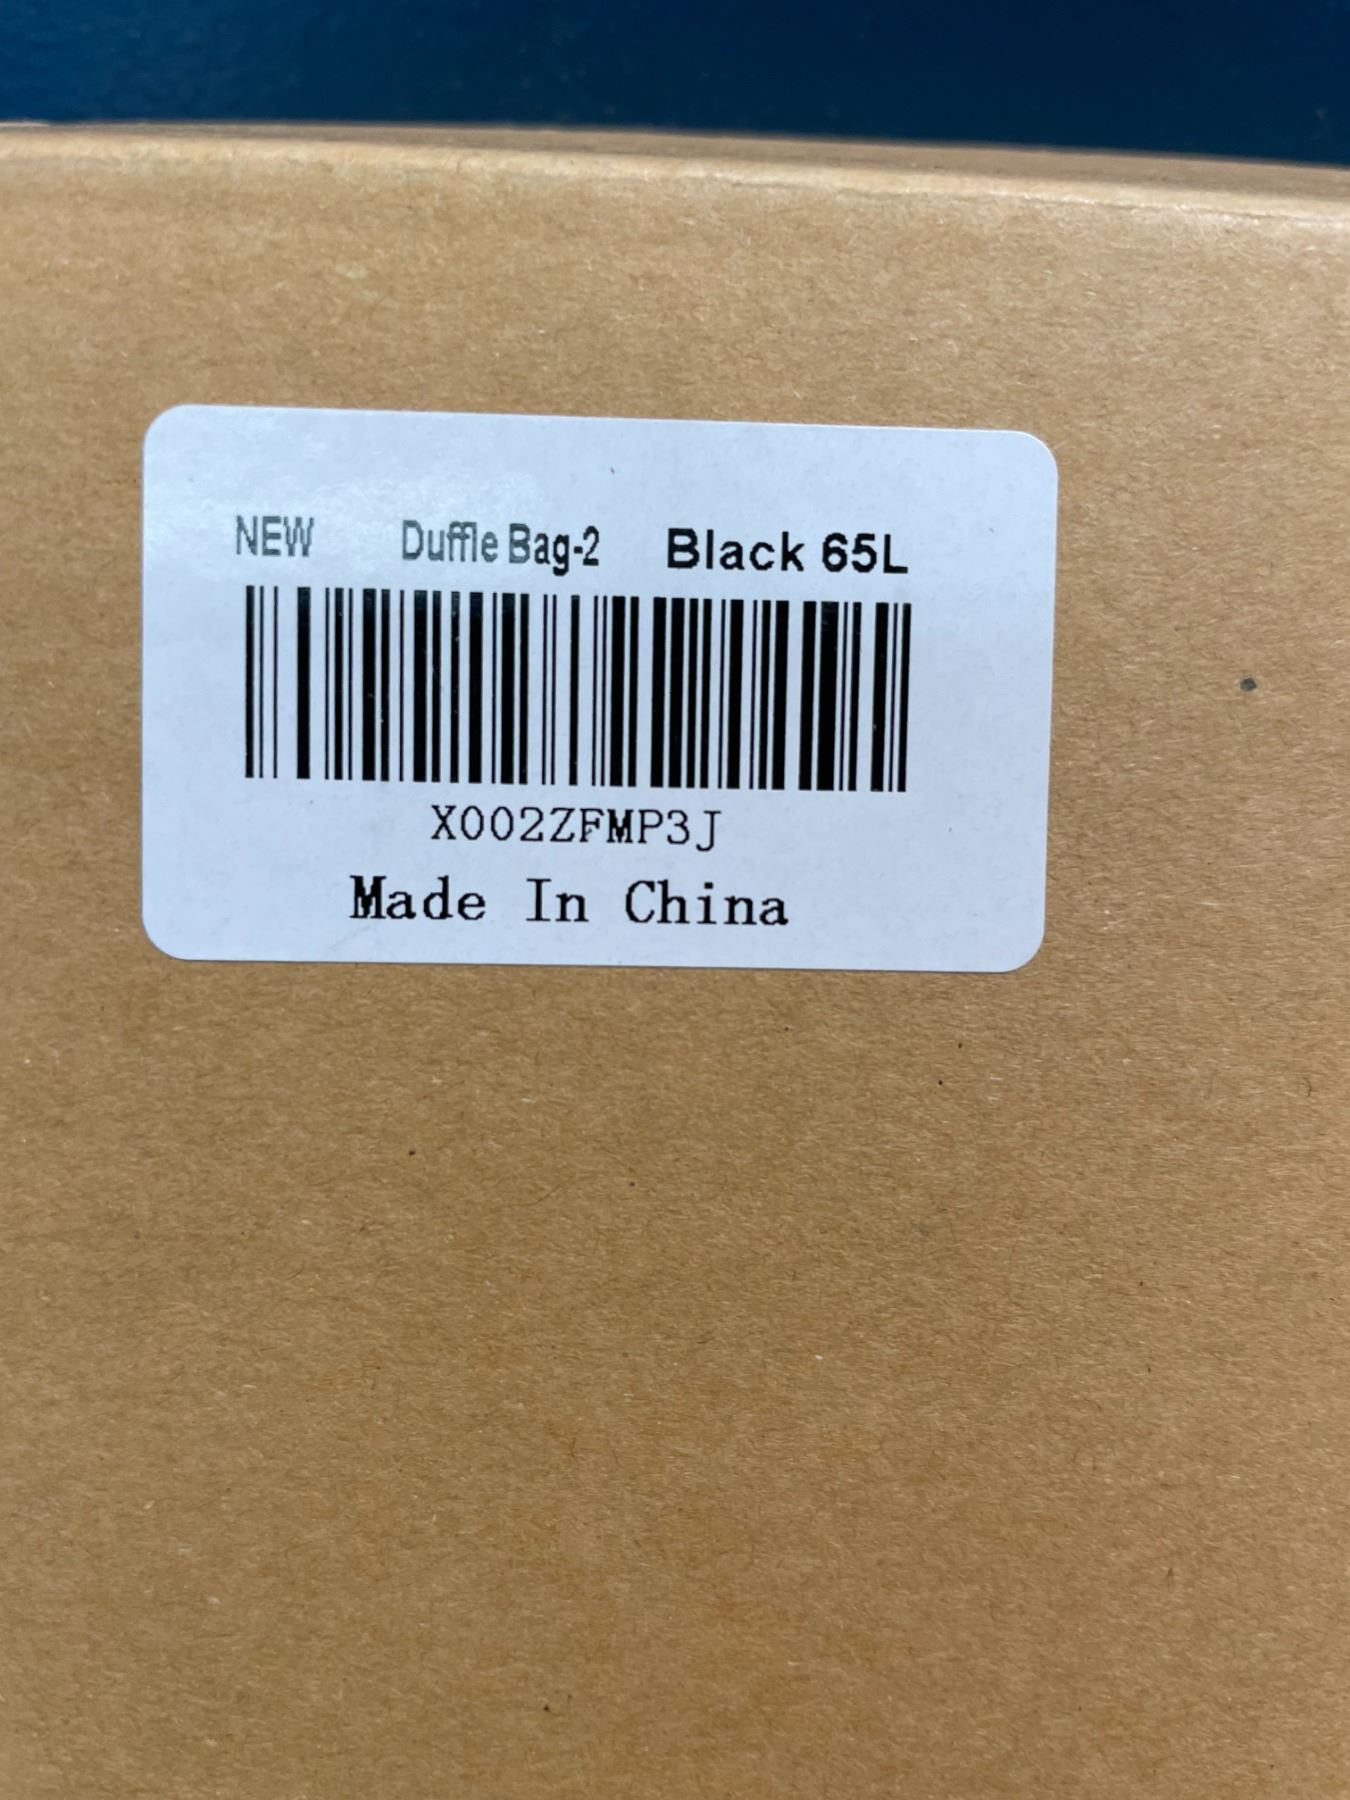 NEW Duffle Bag-2 Black 65L
X002ZFMP3J
Made In China